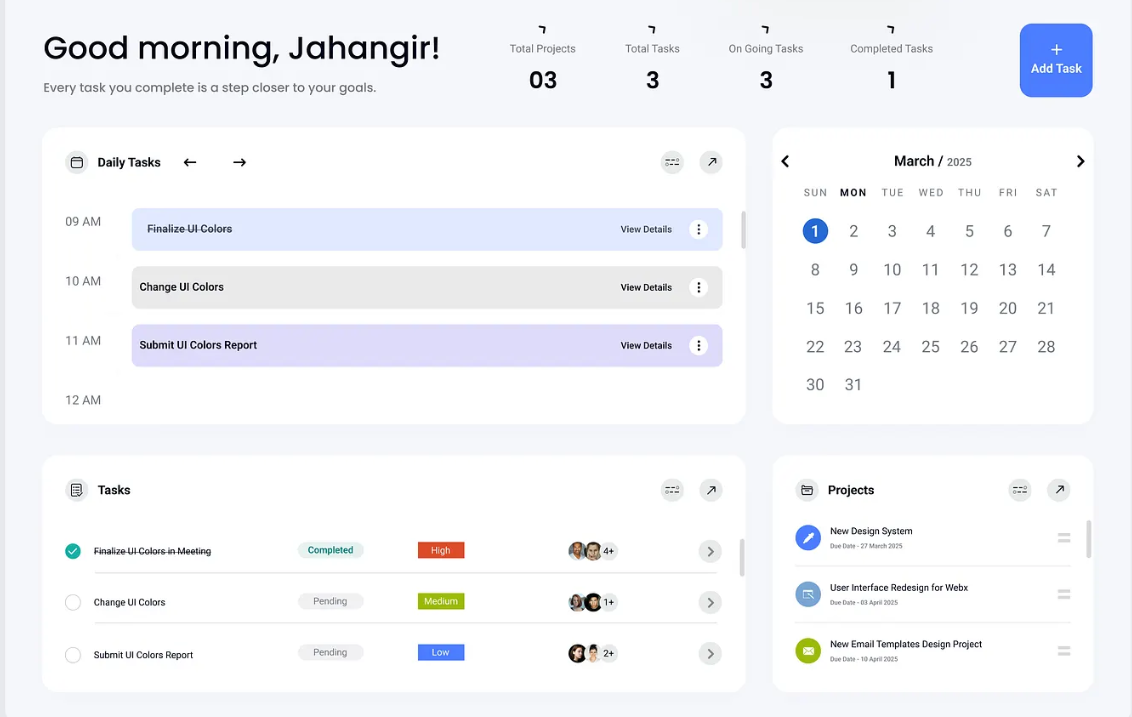 Good morning, Jahangir!
Every task you complete is a step closer to your goals.
Total Projects
03
Total Tasks
3
On Going Tasks
3
Completed Tasks
1
+
Add Task
Daily Tasks
09 AM
Finalize UI Colors View Details
10 AM
Change UI Colors View Details
11 AM
Submit UI Colors Report View Details
12 AM
March / 2025
SUN MON TUE WED THU FRI SAT
1 2 3 4 5 6 7
8 9 10 11 12 13 14
15 16 17 18 19 20 21
22 23 24 25 26 27 28
30 31
Tasks
Finalize UI Colors in Meeting Completed High 4+
Change UI Colors Pending Medium 1+
Submit UI Colors Report Pending Low 2+
Projects
New Design System
Due Date - 27 March 2025
User Interface Redesign for Webx
Due Date - 03 April 2025
New Email Templates Design Project
Due Date - 10 April 2025